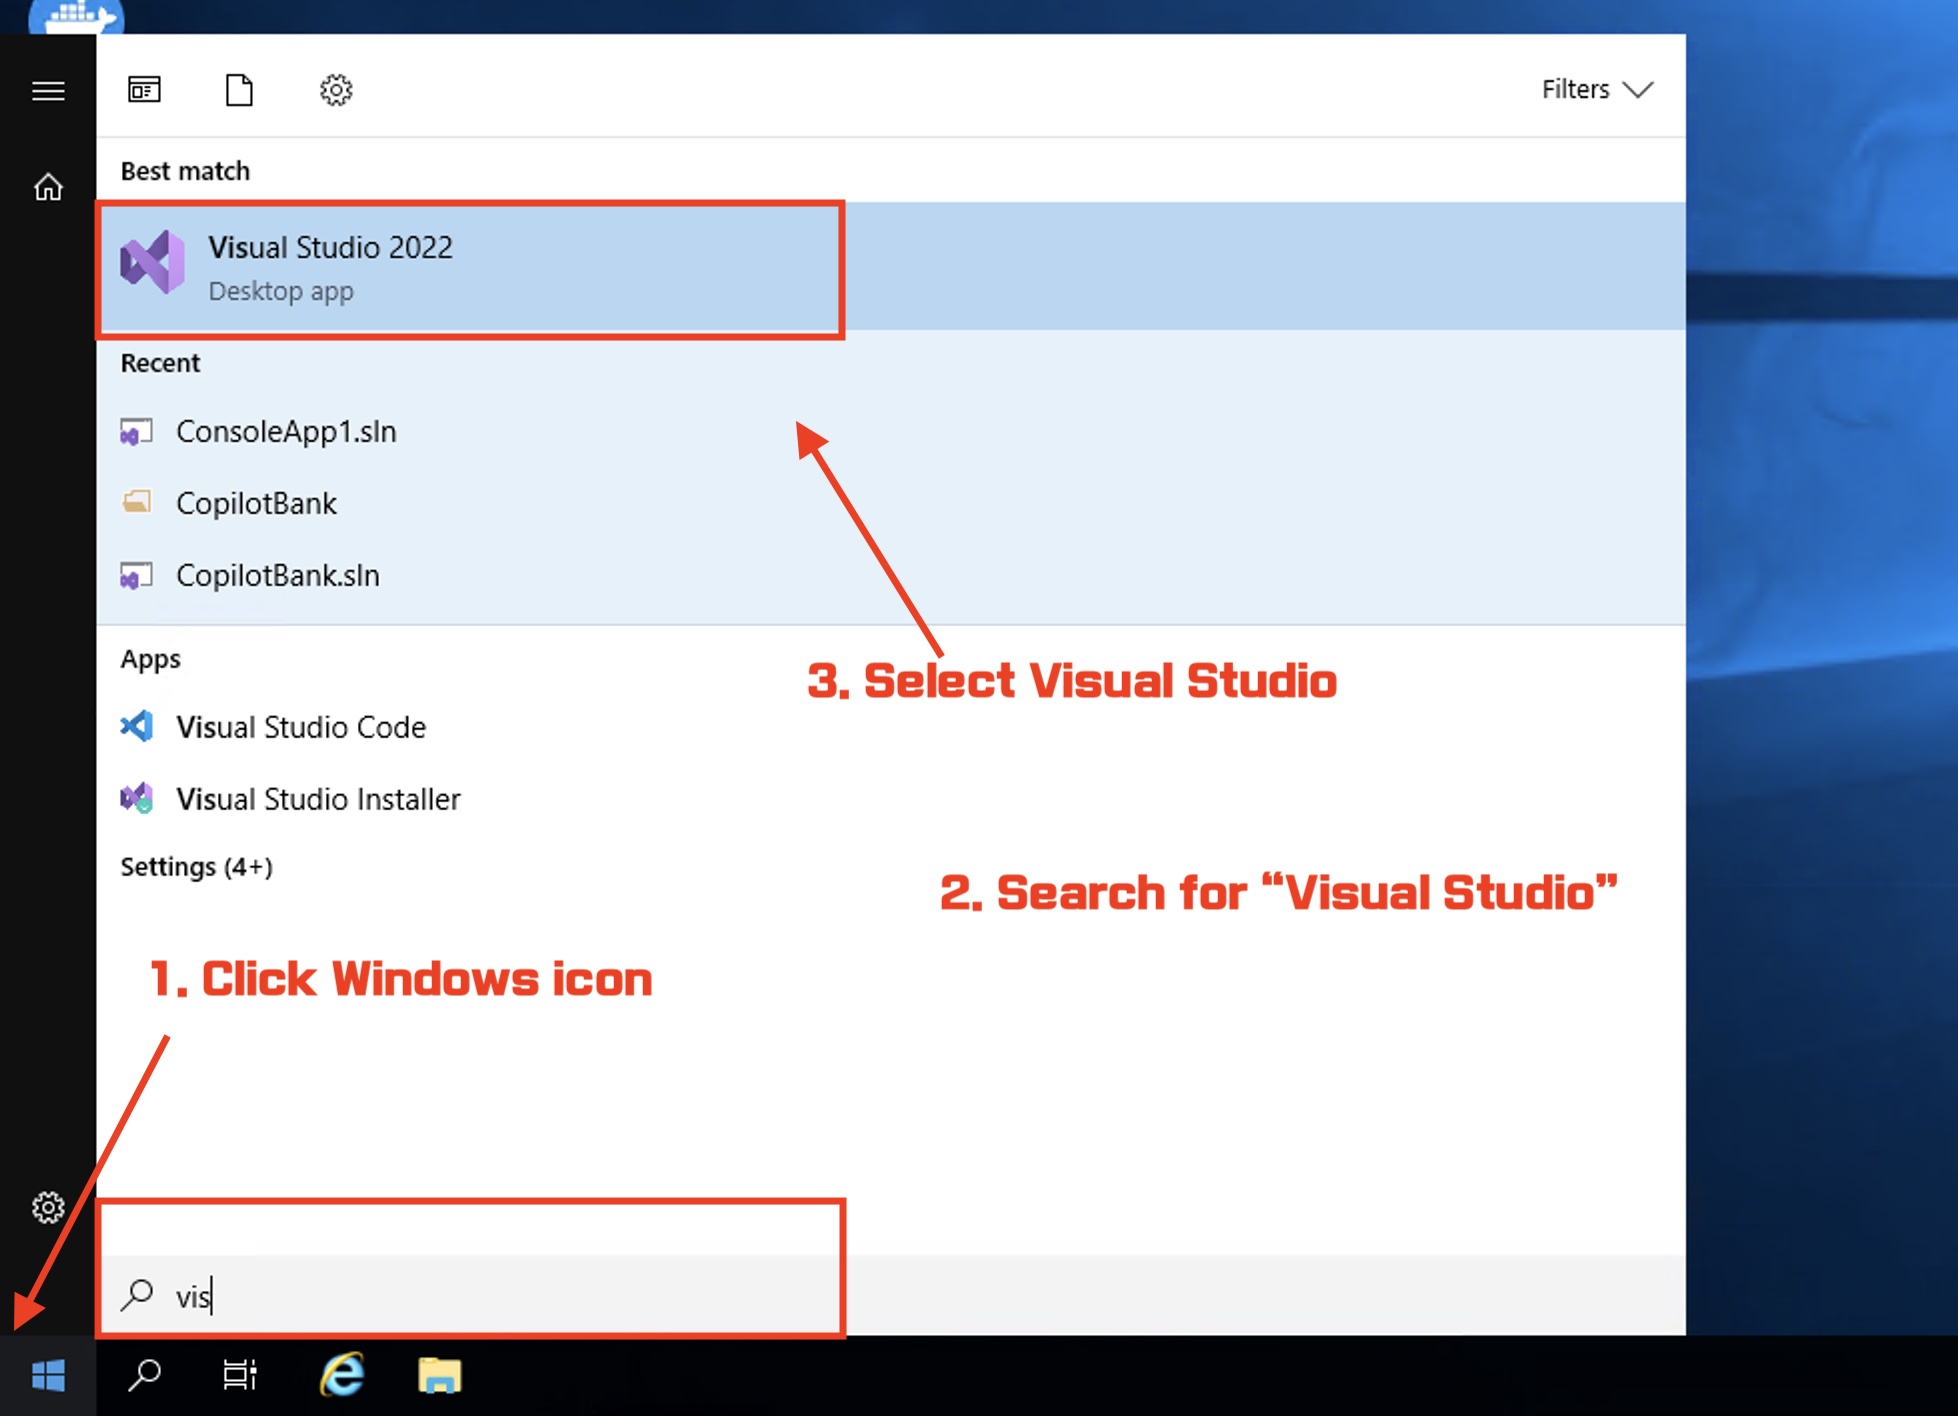 Filters
Best match
Visual Studio 2022
Desktop app
Recent
ConsoleApp1.sln
CopilotBank
CopilotBank.sln
Apps
3. Select Visual Studio
Visual Studio Code
Visual Studio Installer
Settings (4+)
2. Search for “Visual Studio”
1. Click Windows icon
vis